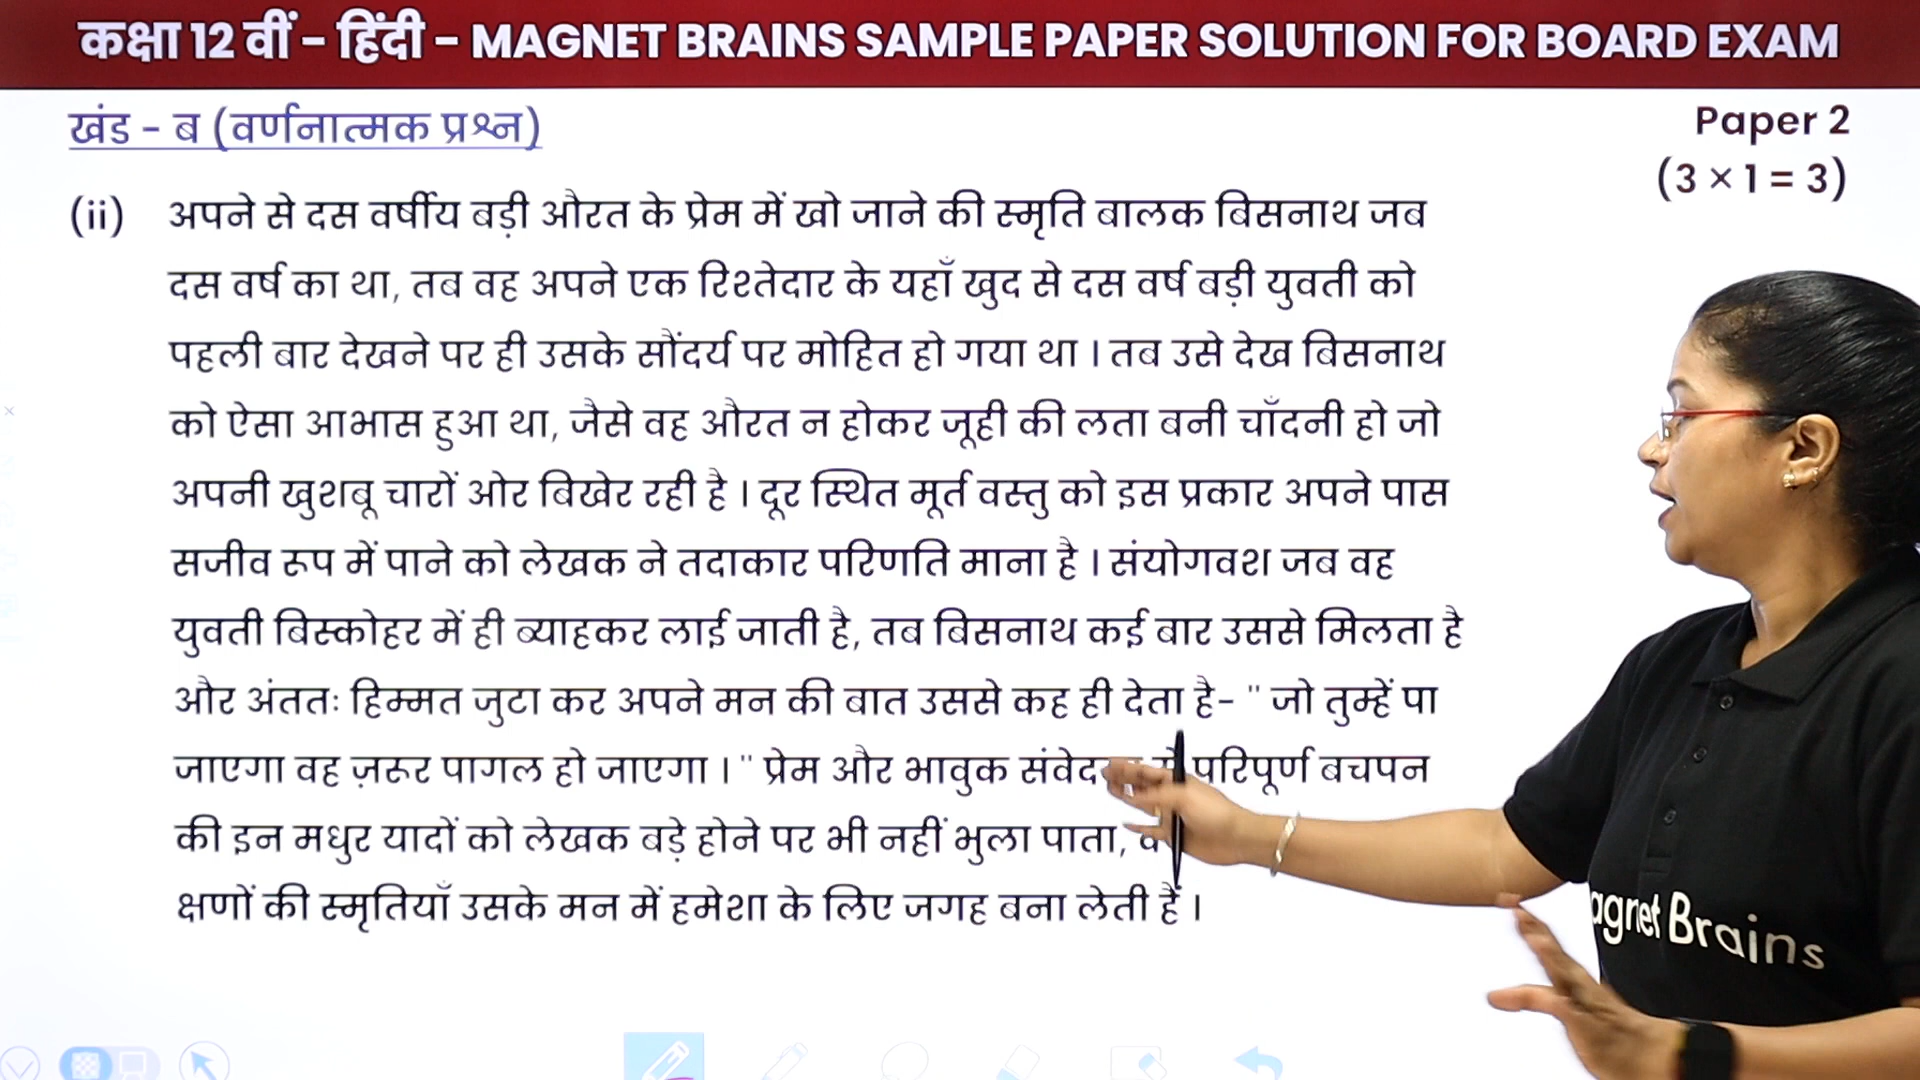 कक्षा 12 वीं – हिंदी – MAGNET BRAINS SAMPLE PAPER SOLUTION FOR BOARD EXAM
खंड - ब (वर्णनात्मक प्रश्न)
Paper 2
(3 × 1 = 3)
(ii) अपने से दस वर्षीय बड़ी औरत के प्रेम में खो जाने की स्मृति बालक बिसनाथ जब
दस वर्ष का था, तब वह अपने एक रिश्तेदार के यहाँ खुद से दस वर्ष बड़ी युवती को
पहली बार देखने पर ही उसके सौंदर्य पर मोहित हो गया था । तब उसे देख बिसनाथ
को ऐसा आभास हुआ था, जैसे वह औरत न होकर जूही की लता बनी चाँदनी हो जो
अपनी खुशबू चारों ओर बिखेर रही है । दूर स्थित मूर्त वस्तु को इस प्रकार अपने पास
सजीव रूप में पाने को लेखक ने तदाकार परिणति माना है । संयोगवश जब वह
युवती बिस्कोहर में ही ब्याहकर लाई जाती है, तब बिसनाथ कई बार उससे मिलता है
और अंततः हिम्मत जुटा कर अपने मन की बात उससे कह ही देता है- " जो तुम्हें पा
जाएगा वह ज़रूर पागल हो जाएगा । " प्रेम और भावुक परिपूर्ण बचपन
की इन मधुर यादों को लेखक बड़े होने पर भी नहीं भुला पाता,
क्षणों की स्मृतियाँ उसके मन में हमेशा के लिए जगह बना लेती हैं ।
agnet Brains